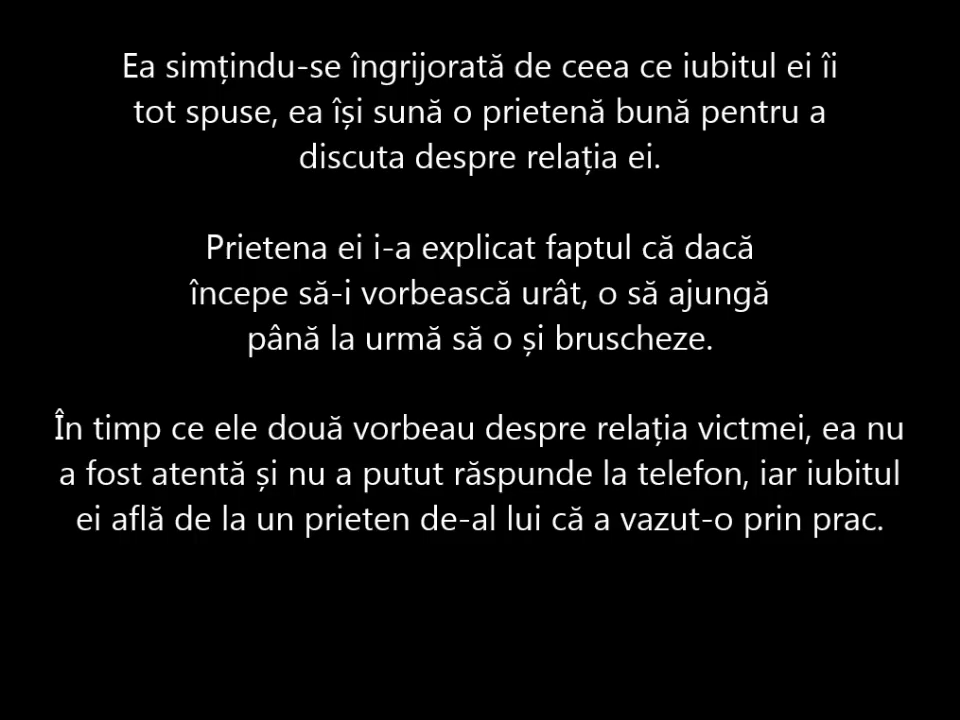 Ea simțindu-se îngrijorată de ceea ce iubitul ei îi
tot spuse, ea își sună o prietenă bună pentru a
discuta despre relația ei.
Prietena ei i-a explicat faptul că dacă
începe să-i vorbească urât, o să ajungă
până la urmă să o și bruscheze.
În timp ce ele două vorbeau despre relația victmei, ea nu
a fost atentă și nu a putut răspunde la telefon, iar iubitul
ei află de la un prieten de-al lui că a vazut-o prin prac.